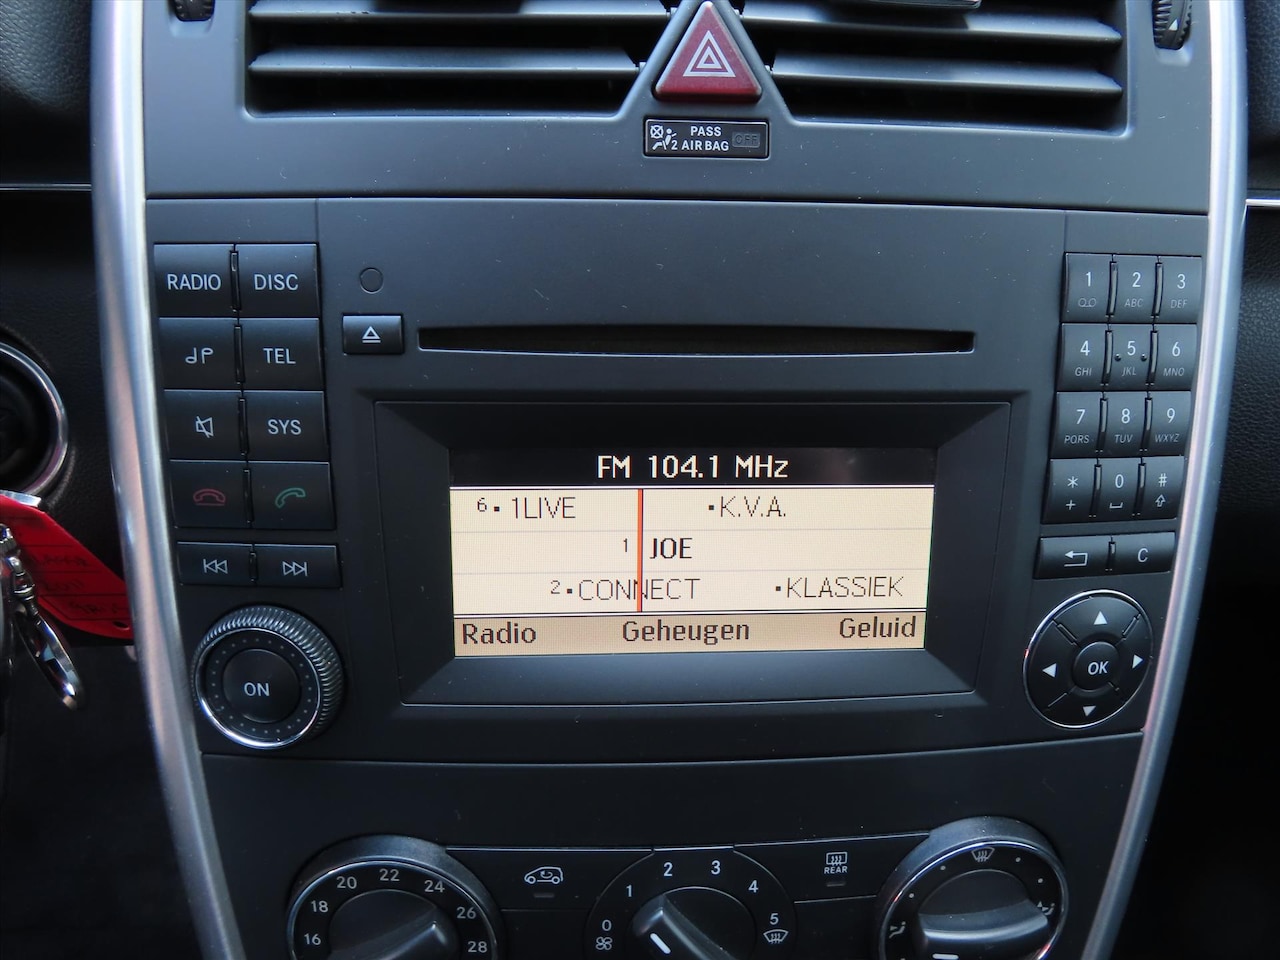 PASS
2 AIRBAG OFF
RADIO DISC
TEL
SYS
ON
FM 104.1 MHz
6 1LIVE K.V.A.
1 JOE
2 CONNECT KLASSIEK
Radio Geheugen Geluid
1 2 3
ABC DEF
4 5 6
GHI JKL MNO
7 8 9
PQRS TUV WXYZ
* 0 #
+
C
OK
16 18 20 22 24 26 28
0 1 2 3 4 5
REAR